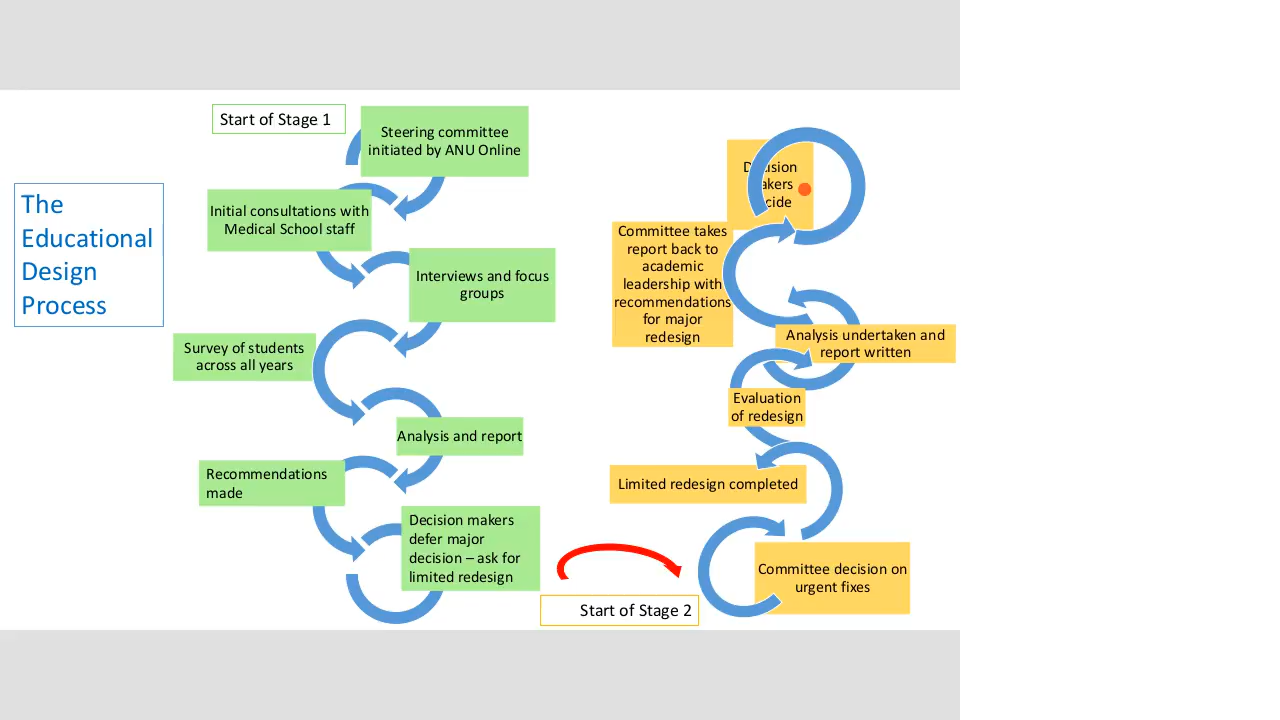 Start of Stage 1
Steering committee
initiated by ANU Online
The
Educational
Design
Process
Initial consultations with
Medical School staff
Interviews and focus
groups
Survey of students
across all years
Analysis and report
Recommendations
made
Decision makers
defer major
decision – ask for
limited redesign
Start of Stage 2
Committee decision on
urgent fixes
Limited redesign completed
Evaluation
of redesign
Analysis undertaken and
report written
Committee takes
report back to
academic
leadership with
recommendations
for major
redesign